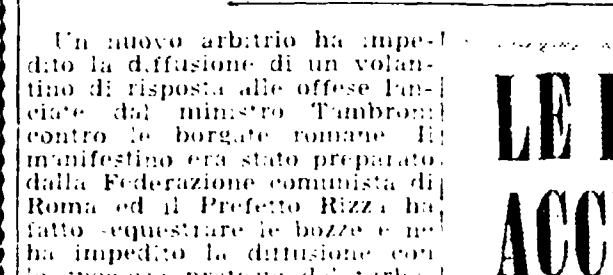 Un nuovo arbitrio ha impe-
dito la diffusione di un volan-
tino di risposta alle offese lan-
ciate dal ministro Tambroni
contro le borgate romane. Il
manifestino era stato preparato
dalla Federazione comunista di
Roma ed il Prefetto Rizza ha
fatto sequestrare le bozze e ne
ha impedito la diffusione con
LE
ACC